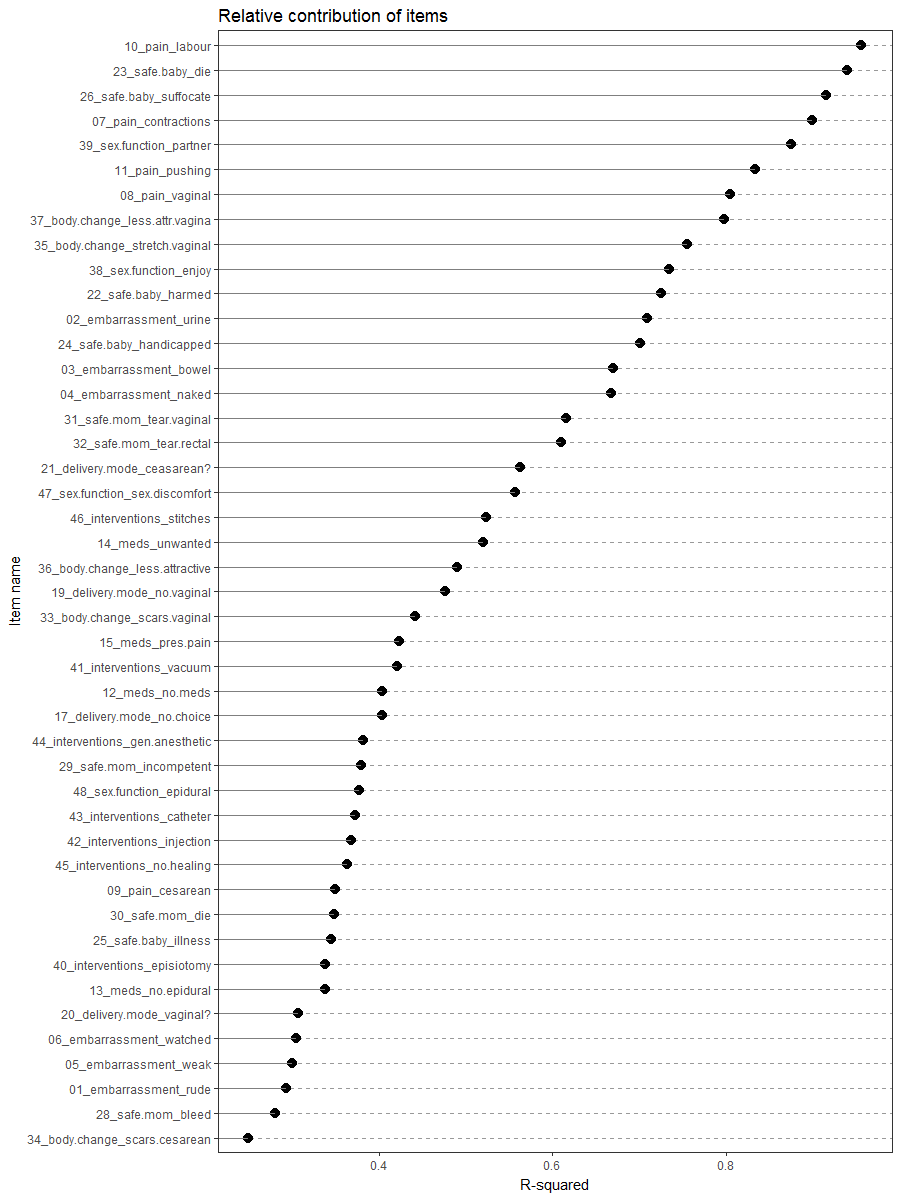 Relative contribution of items
10_pain_labour
23_safe.baby_die
26_safe.baby_suffocate
07_pain_contractions
39_sex.function_partner
11_pain_pushing
08_pain_vaginal
37_body.change_less.attr.vagina
35_body.change_stretch.vaginal
38_sex.function_enjoy
22_safe.baby_harmed
02_embarrassment_urine
24_safe.baby_handicapped
03_embarrassment_bowel
04_embarrassment_naked
31_safe.mom_tear.vaginal
32_safe.mom_tear.rectal
21_delivery.mode_ceasarean?
47_sex.function_sex.discomfort
46_interventions_stitches
14_meds_unwanted
36_body.change_less.attractive
19_delivery.mode_no.vaginal
33_body.change_scars.vaginal
15_meds_pres.pain
41_interventions_vacuum
12_meds_no.meds
17_delivery.mode_no.choice
44_interventions_gen.anesthetic
29_safe.mom_incompetent
48_sex.function_epidural
43_interventions_catheter
42_interventions_injection
45_interventions_no.healing
09_pain_cesarean
30_safe.mom_die
25_safe.baby_illness
40_interventions_episiotomy
13_meds_no.epidural
20_delivery.mode_vaginal?
06_embarrassment_watched
05_embarrassment_weak
01_embarrassment_rude
28_safe.mom_bleed
34_body.change_scars.cesarean
Item name
0.4 0.6 0.8
R-squared